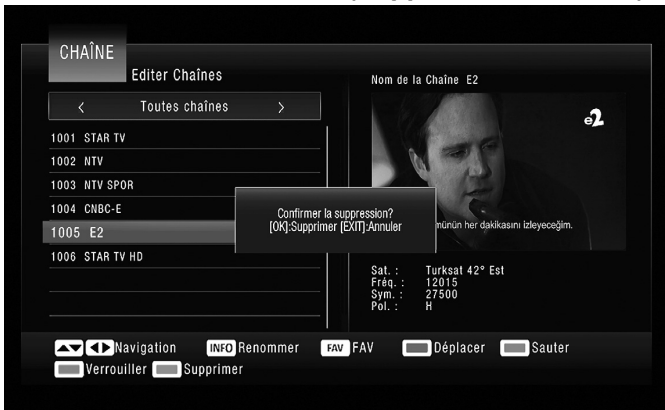 CHAÎNE
Editer Chaînes
Nom de la Chaîne E2
< Toutes chaînes >
e2
1001 STAR TV
1002 NTV
1003 NTV SPOR
1004 CNBC-E
1005 E2
1006 STAR TV HD
Confirmer la suppression?
[OK]:Supprimer [EXIT]:Annuler
münün her dakikasını izleyeceğim.
Sat. : Turksat 42° Est
Fréq. : 12015
Sym. : 27500
Pol. : H
Navigation INFO Renommer FAV FAV Déplacer Sauter
Verrouiller Supprimer